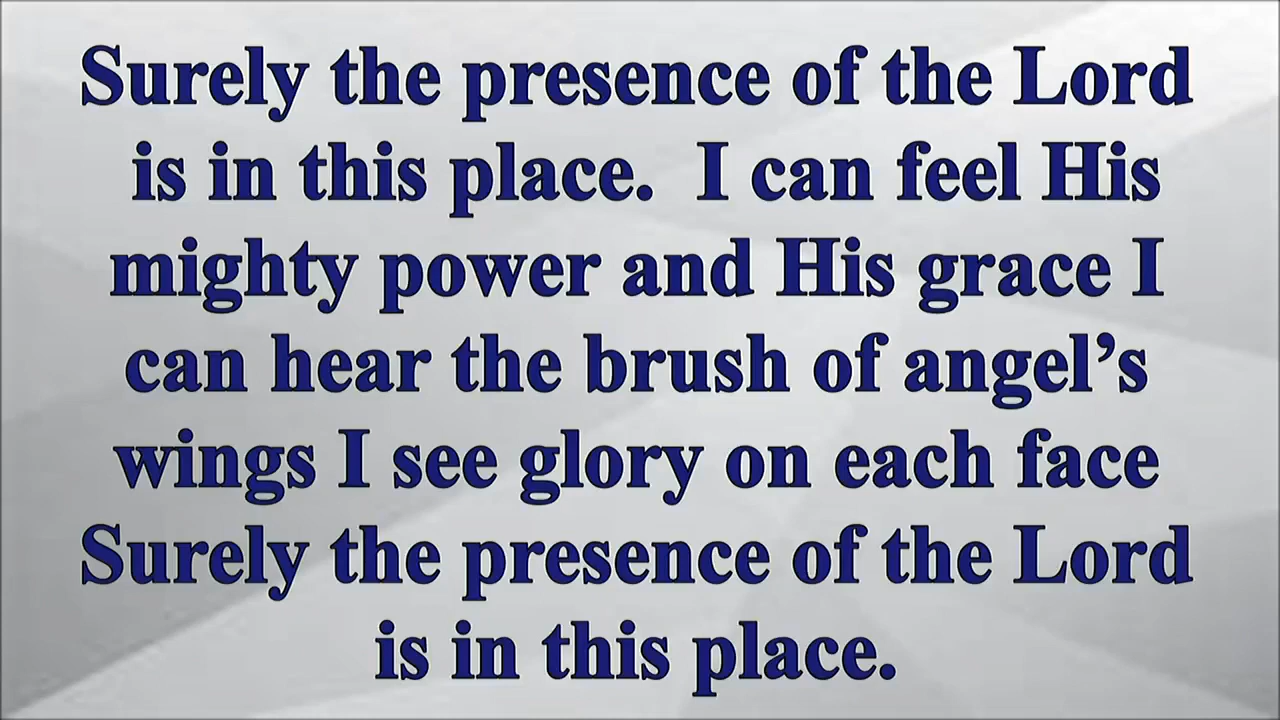 Surely the presence of the Lord
is in this place.  I can feel His
mighty power and His grace I
can hear the brush of angel’s
wings I see glory on each face
Surely the presence of the Lord
is in this place.